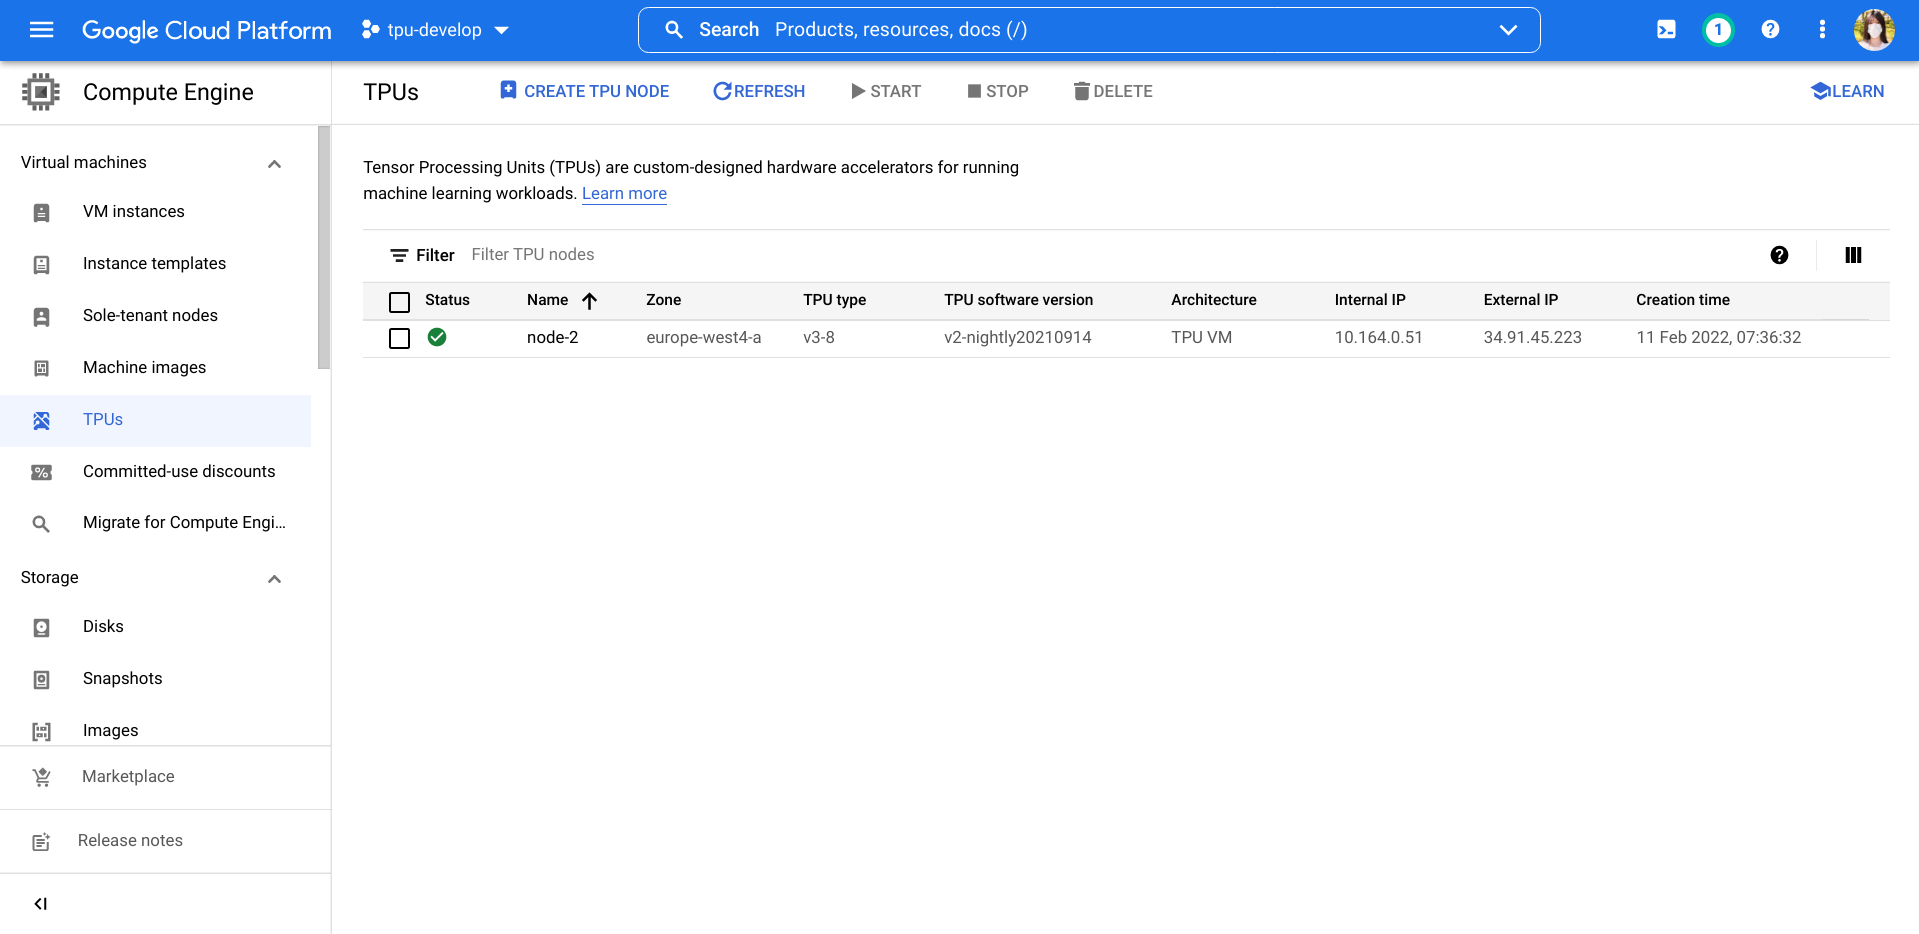 Google Cloud Platform
tpu-develop
Search Products, resources, docs (/)
1
Compute Engine
TPUs
CREATE TPU NODE
REFRESH
START
STOP
DELETE
LEARN
Virtual machines
VM instances
Instance templates
Sole-tenant nodes
Machine images
TPUs
Committed-use discounts
Migrate for Compute Engi...
Storage
Disks
Snapshots
Images
Marketplace
Release notes
Tensor Processing Units (TPUs) are custom-designed hardware accelerators for running
machine learning workloads. Learn more
Filter Filter TPU nodes
Status Name Zone TPU type TPU software version Architecture Internal IP External IP Creation time
node-2 europe-west4-a v3-8 v2-nightly20210914 TPU VM 10.164.0.51 34.91.45.223 11 Feb 2022, 07:36:32